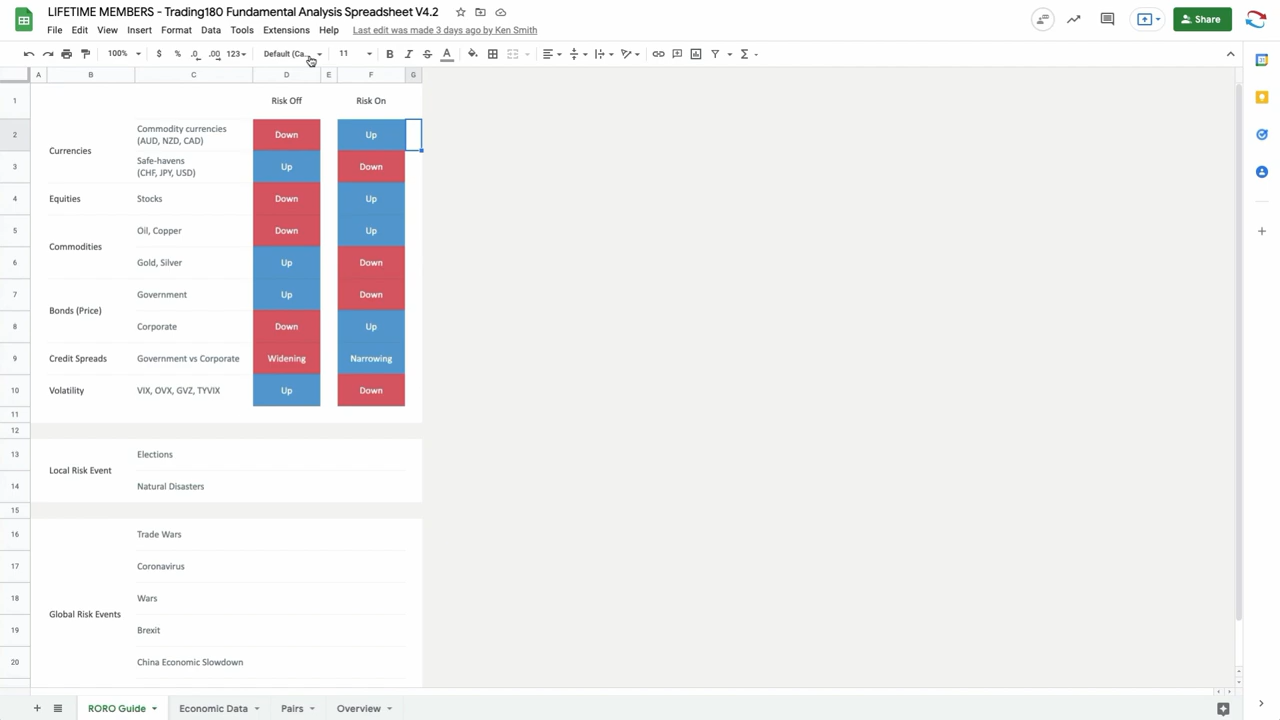 LIFETIME MEMBERS - Trading180 Fundamental Analysis Spreadsheet V4.2
File Edit View Insert Format Data Tools Extensions Help Last edit was made 3 days ago by Ken Smith
Share
100% $ % .0 .00 123 Default (Ca... 11 B I S A
A B C D E F G
1 Risk Off Risk On
2 Currencies Commodity currencies (AUD, NZD, CAD) Down Up
3 Safe-havens (CHF, JPY, USD) Up Down
4 Equities Stocks Down Up
5 Commodities Oil, Copper Down Up
6 Gold, Silver Up Down
7 Bonds (Price) Government Up Down
8 Corporate Down Up
9 Credit Spreads Government vs Corporate Widening Narrowing
10 Volatility VIX, OVX, GVZ, TYVIX Up Down
11
12
13 Local Risk Event Elections
14 Natural Disasters
15
16 Trade Wars
17 Coronavirus
18 Global Risk Events Wars
19 Brexit
20 China Economic Slowdown
RORO Guide Economic Data Pairs Overview